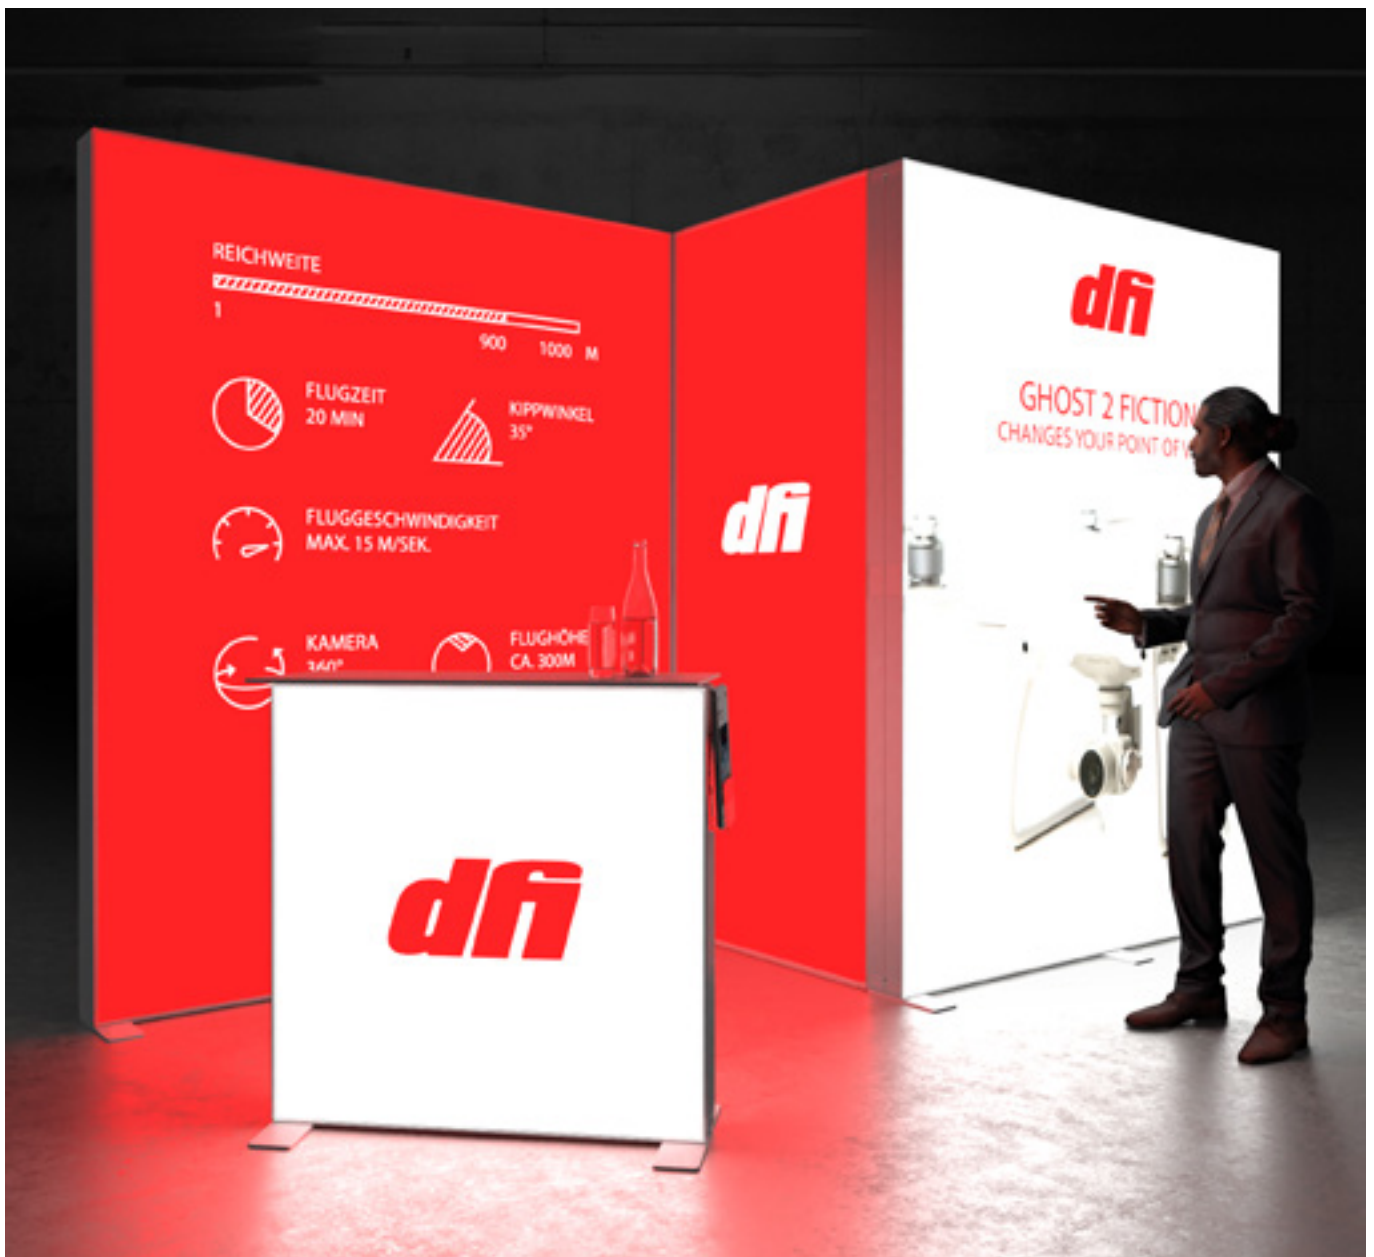 REICHWEITE
1
900
1000 M
FLUGZEIT
20 MIN
KIPPWINKEL
35°
FLUGGESCHWINDIGKEIT
MAX. 15 M/SEK.
KAMERA
360°
FLUGHÖHE
CA. 300M
dfi
dfi
GHOST 2 FICTION
CHANGES YOUR POINT OF
dfi